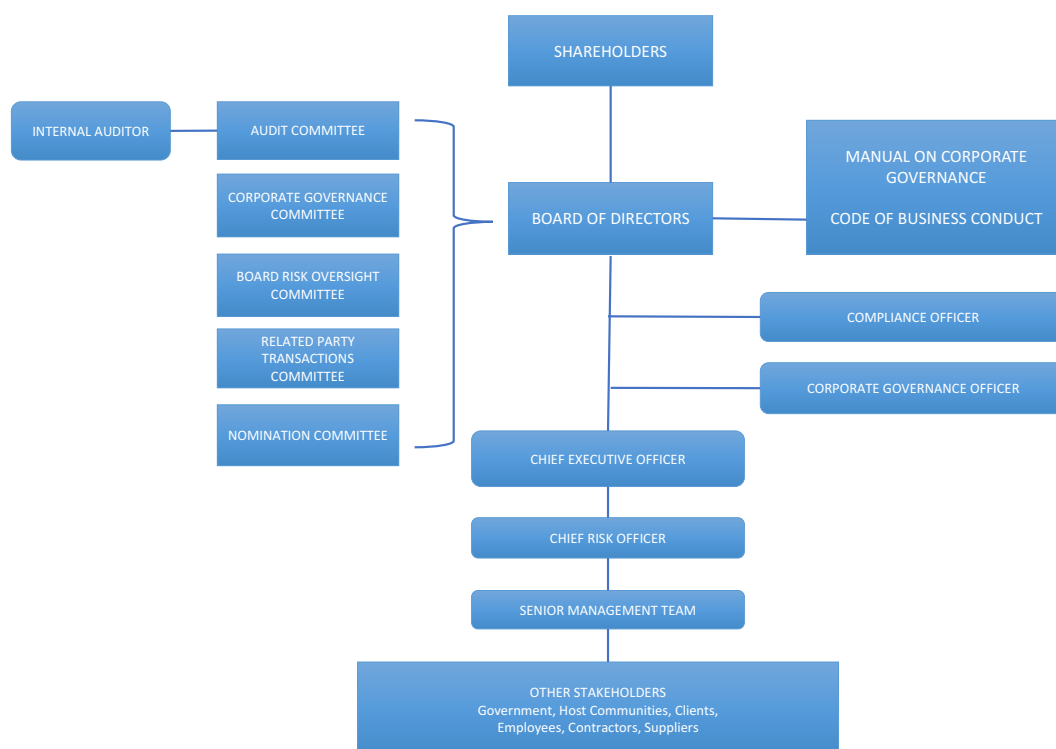 SHAREHOLDERS
INTERNAL AUDITOR
AUDIT COMMITTEE
CORPORATE GOVERNANCE
COMMITTEE
BOARD RISK OVERSIGHT
COMMITTEE
RELATED PARTY
TRANSACTIONS
COMMITTEE
NOMINATION COMMITTEE
BOARD OF DIRECTORS
MANUAL ON CORPORATE
GOVERNANCE
CODE OF BUSINESS CONDUCT
COMPLIANCE OFFICER
CORPORATE GOVERNANCE OFFICER
CHIEF EXECUTIVE OFFICER
CHIEF RISK OFFICER
SENIOR MANAGEMENT TEAM
OTHER STAKEHOLDERS
Government, Host Communities, Clients,
Employees, Contractors, Suppliers